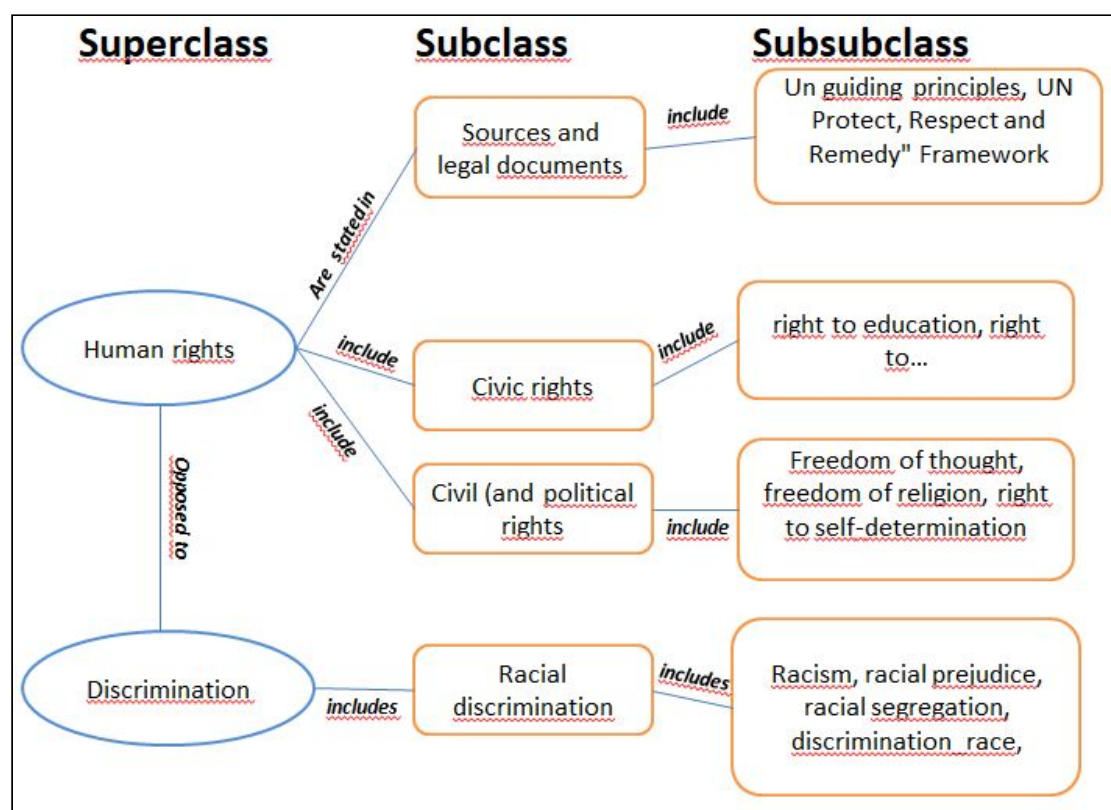 Superclass
Subclass
Subsubclass
Sources and
legal documents
include
Un guiding principles, UN
Protect, Respect and
Remedy" Framework
Are stated in
Human rights
include
Civic rights
include
right to education, right
to...
include
Civil (and political
rights
include
Freedom of thought,
freedom of religion, right
to self-determination
Opposed to
Discrimination
includes
Racial
discrimination
includes
Racism, racial prejudice,
racial segregation,
discrimination_race,